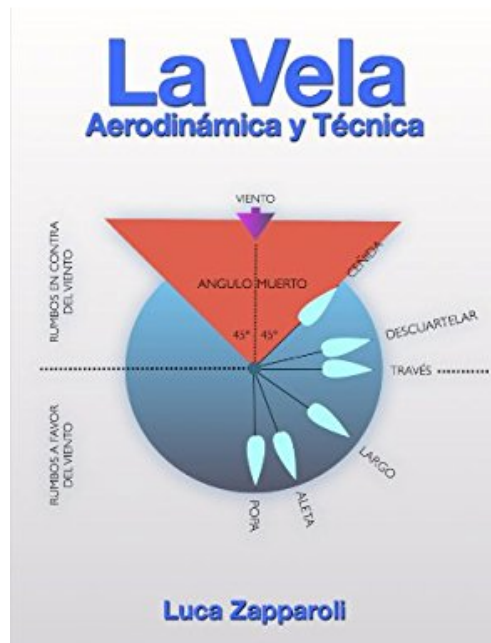 La Vela
Aerodinámica y Técnica
VIENTO
RUMBOS EN CONTRA
DEL VIENTO
ANGULO MUERTO
CEÑIDA
45° 45°
DESCUARTELAR
TRAVÉS
RUMBOS A FAVOR
DEL VIENTO
LARGO
ALETA
POPA
Luca Zapparoli